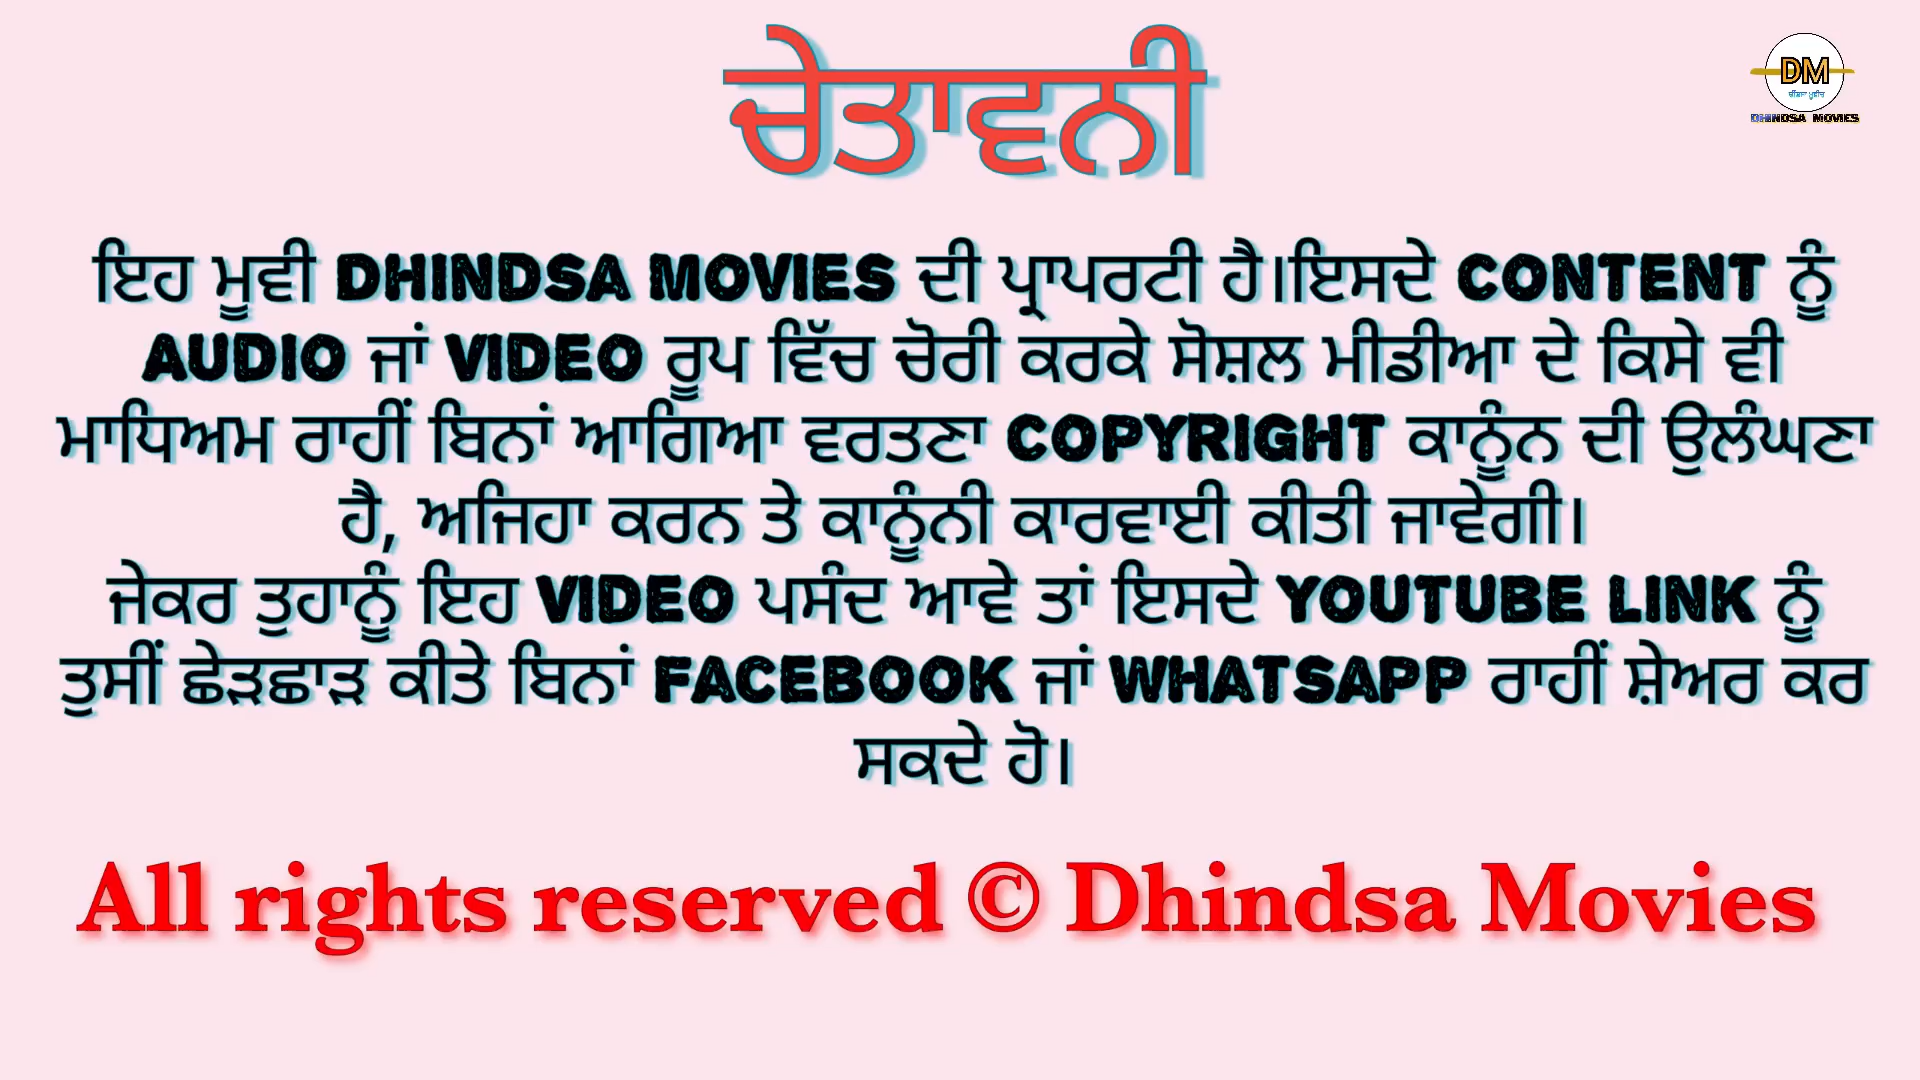 ਚੇਤਾਵਨੀ
DM
ਢੀਂਡਸਾ ਮੂਵੀਜ਼
DHINDSA MOVIES
ਇਹ ਮੂਵੀ DHINDSA MOVIES ਦੀ ਪ੍ਰਾਪਰਟੀ ਹੈ।ਇਸਦੇ CONTENT ਨੂੰ
AUDIO ਜਾਂ VIDEO ਰੂਪ ਵਿੱਚ ਚੋਰੀ ਕਰਕੇ ਸੋਸ਼ਲ ਮੀਡੀਆ ਦੇ ਕਿਸੇ ਵੀ
ਮਾਧਿਅਮ ਰਾਹੀਂ ਬਿਨਾਂ ਆਗਿਆ ਵਰਤਣਾ COPYRIGHT ਕਾਨੂੰਨ ਦੀ ਉਲੰਘਣਾ
ਹੈ, ਅਜਿਹਾ ਕਰਨ ਤੇ ਕਾਨੂੰਨੀ ਕਾਰਵਾਈ ਕੀਤੀ ਜਾਵੇਗੀ।
ਜੇਕਰ ਤੁਹਾਨੂੰ ਇਹ VIDEO ਪਸੰਦ ਆਵੇ ਤਾਂ ਇਸਦੇ YOUTUBE LINK ਨੂੰ
ਤੁਸੀਂ ਛੇੜਛਾੜ ਕੀਤੇ ਬਿਨਾਂ FACEBOOK ਜਾਂ WHATSAPP ਰਾਹੀਂ ਸ਼ੇਅਰ ਕਰ
ਸਕਦੇ ਹੋ।
All rights reserved © Dhindsa Movies